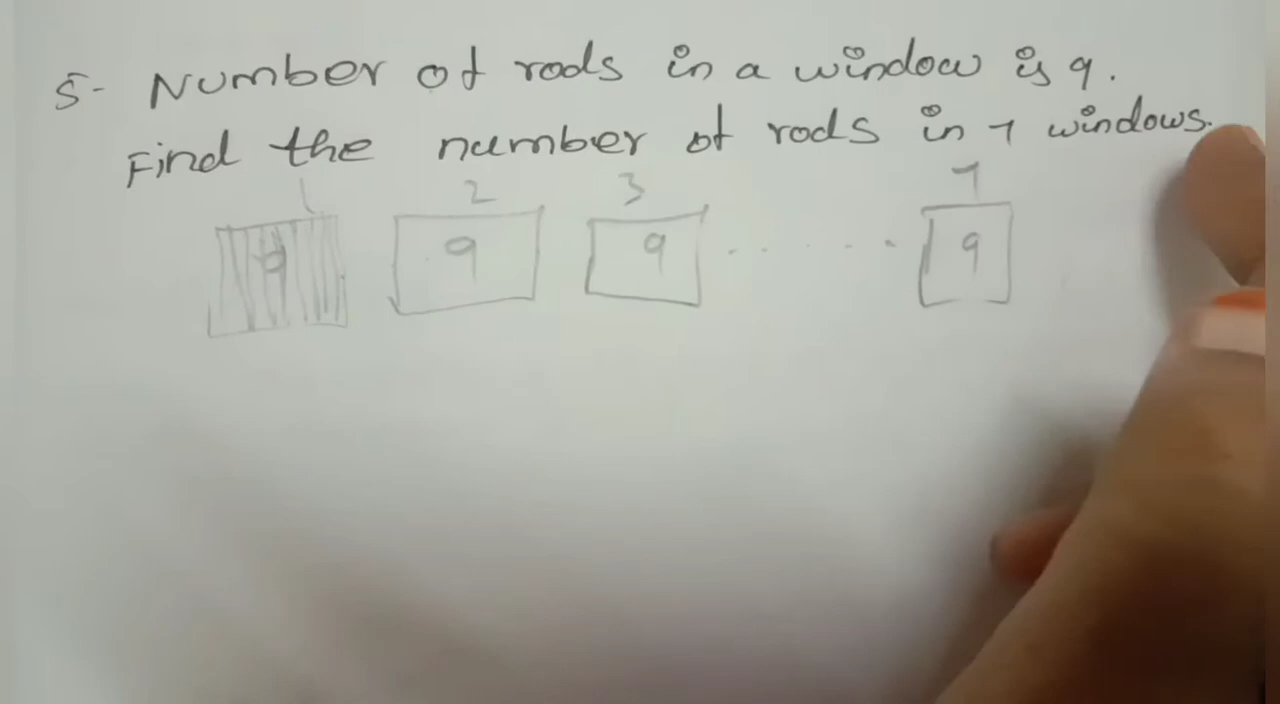 5- Number of rods in a window is 9.
Find the number of rods in 7 windows.
1 2 3 7
9 9 9 ..... 9